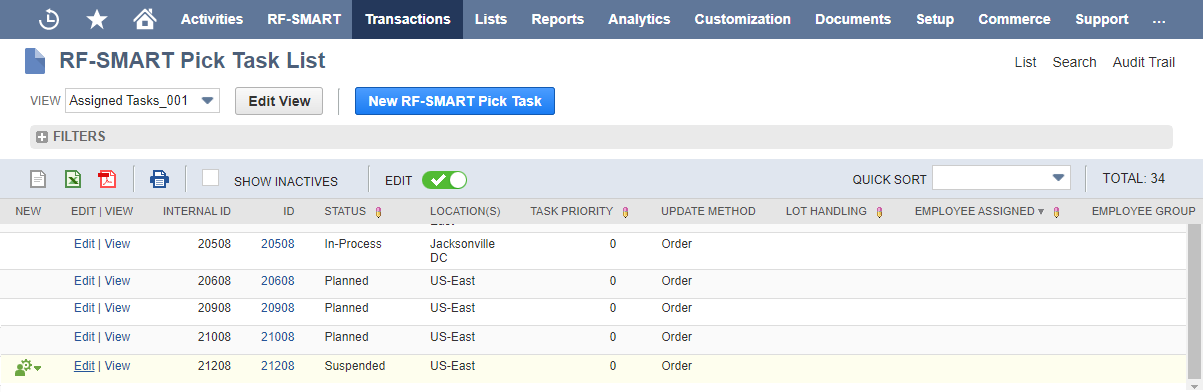 Activities RF-SMART Transactions Lists Reports Analytics Customization Documents Setup Commerce Support ...
RF-SMART Pick Task List
List Search Audit Trail
VIEW Assigned Tasks_001 Edit View New RF-SMART Pick Task
FILTERS
SHOW INACTIVES EDIT QUICK SORT TOTAL: 34
NEW EDIT | VIEW INTERNAL ID ID STATUS LOCATION(S) TASK PRIORITY UPDATE METHOD LOT HANDLING EMPLOYEE ASSIGNED EMPLOYEE GROUP
Edit | View 20508 20508 In-Process Jacksonville 0 Order
DC
Edit | View 20608 20608 Planned US-East 0 Order
Edit | View 20908 20908 Planned US-East 0 Order
Edit | View 21008 21008 Planned US-East 0 Order
Edit | View 21208 21208 Suspended US-East 0 Order